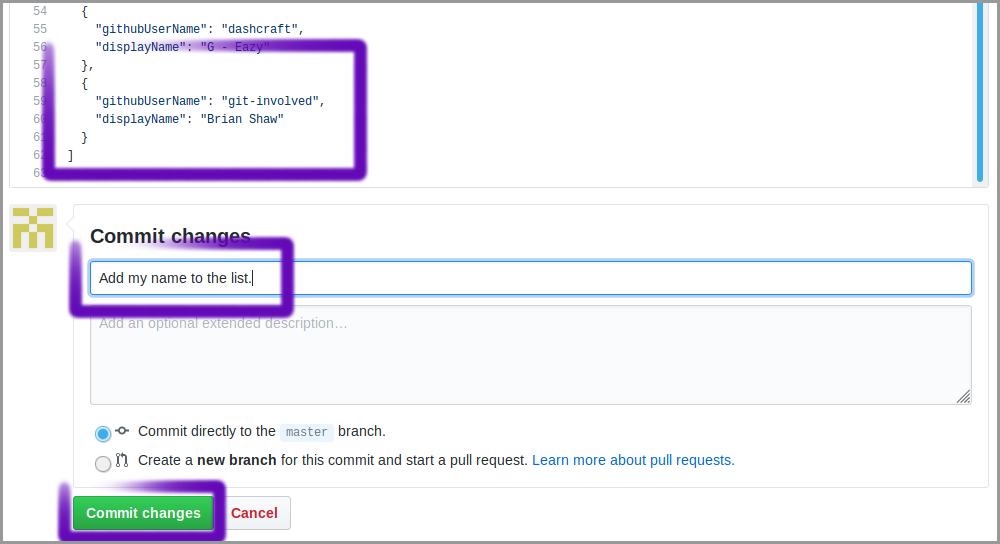 54 {
55 "githubUserName": "dashcraft",
56 "displayName": "G - Eazy"
57 },
58 {
59 "githubUserName": "git-involved",
60 "displayName": "Brian Shaw"
61 }
62 ]
63
Commit changes
Add my name to the list.
Add an optional extended description…
Commit directly to the master branch.
Create a new branch for this commit and start a pull request. Learn more about pull requests.
Commit changes Cancel